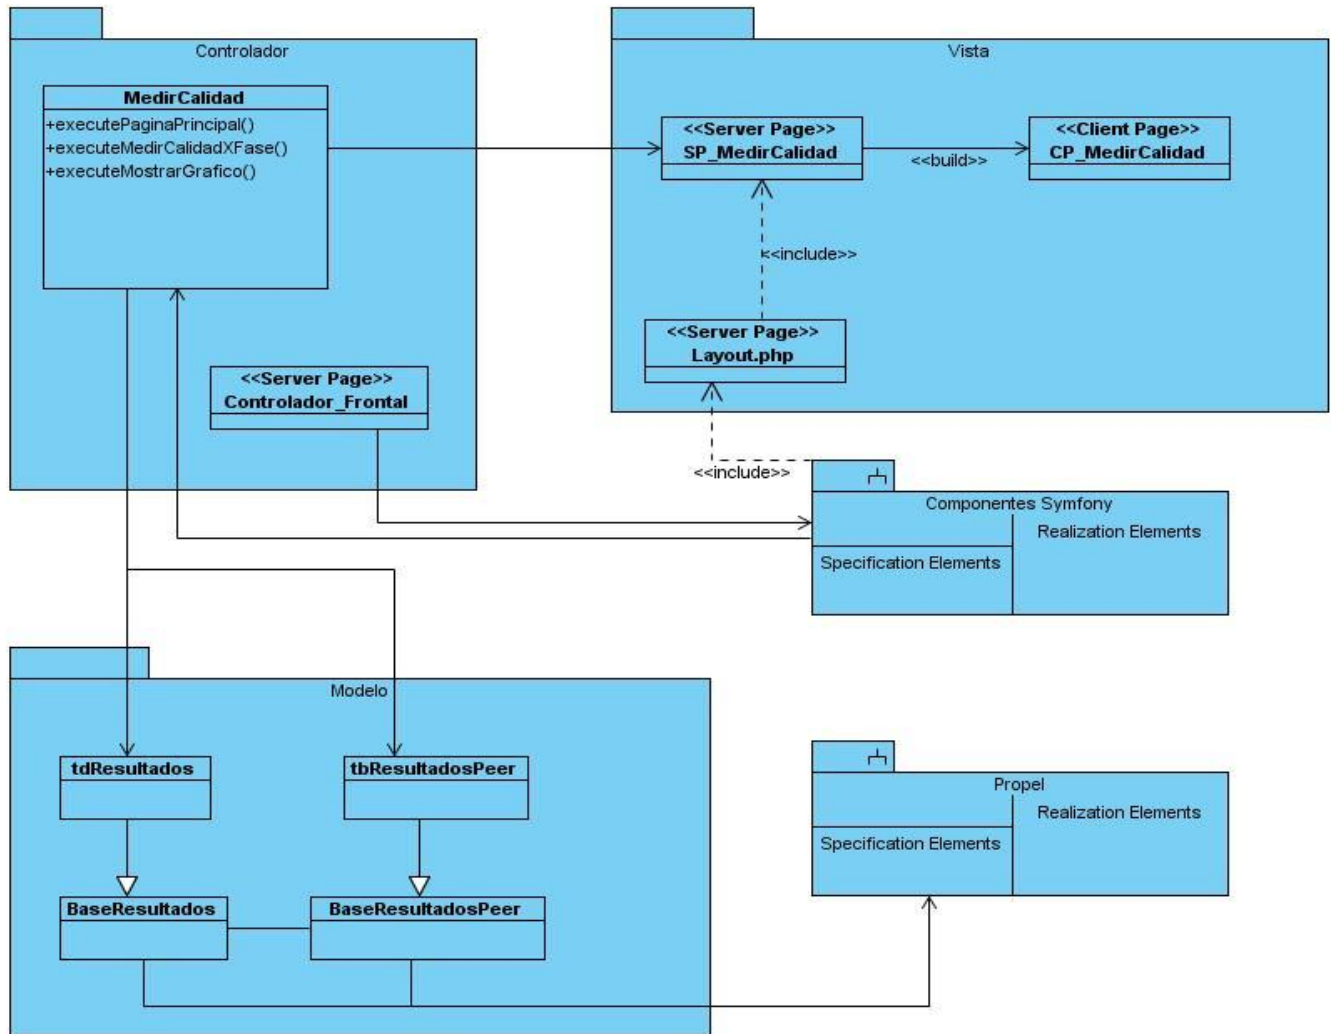 Controlador
MedirCalidad
+executePaginaPrincipal()
+executeMedirCalidadXFase()
+executeMostrarGrafico()
<<Server Page>>
Controlador_Frontal
Vista
<<Server Page>>
SP_MedirCalidad
<<build>>
<<Client Page>>
CP_MedirCalidad
<<include>>
<<Server Page>>
Layout.php
<<include>>
Componentes Symfony
Realization Elements
Specification Elements
Modelo
tdResultados
tbResultadosPeer
BaseResultados
BaseResultadosPeer
Propel
Realization Elements
Specification Elements